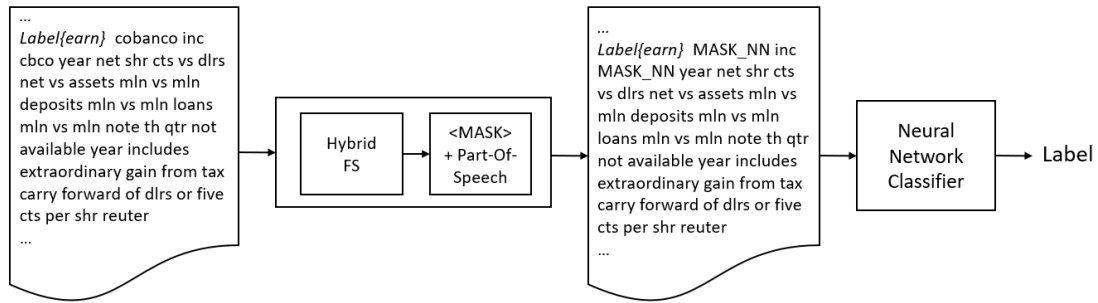 ...
Label{earn} cobanco inc
cbco year net shr cts vs dlrs
net vs assets mln vs mln
deposits mln vs mln loans
mln vs mln note th qtr not
available year includes
extraordinary gain from tax
carry forward of dlrs or five
cts per shr reuter
...
Hybrid
FS
<MASK>
+ Part-Of-
Speech
...
Label{earn} MASK_NN inc
MASK_NN year net shr cts
vs dlrs net vs assets mln vs
mln deposits mln vs mln
loans mln vs mln note th qtr
not available year includes
extraordinary gain from tax
carry forward of dlrs or five
cts per shr reuter
...
Neural
Network
Classifier
Label